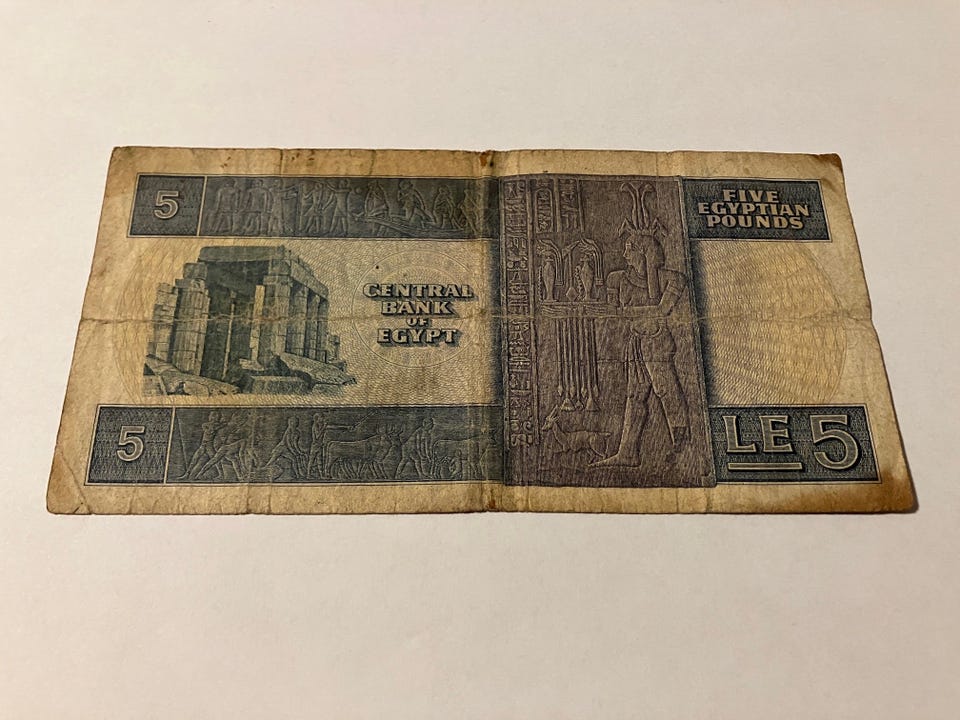 5
CENTRAL
BANK
OF
EGYPT
5
FIVE
EGYPTIAN
POUNDS
LE 5